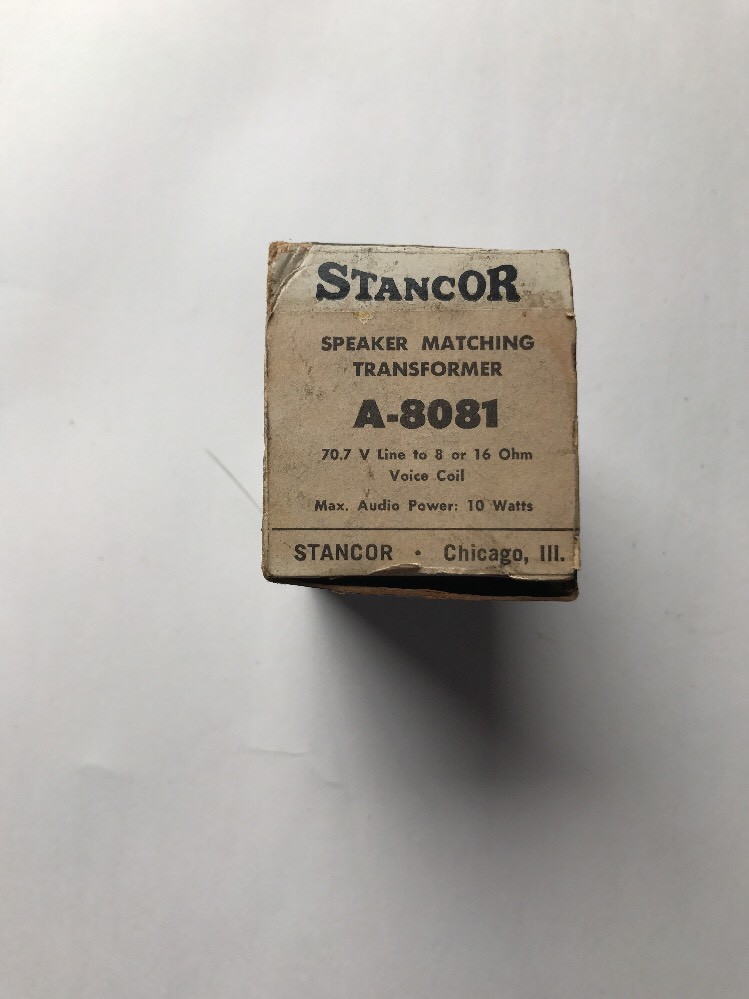 STANCOR
SPEAKER MATCHING
TRANSFORMER
A-8081
70.7 V Line to 8 or 16 Ohm
Voice Coil
Max. Audio Power: 10 Watts
STANCOR • Chicago, Ill.